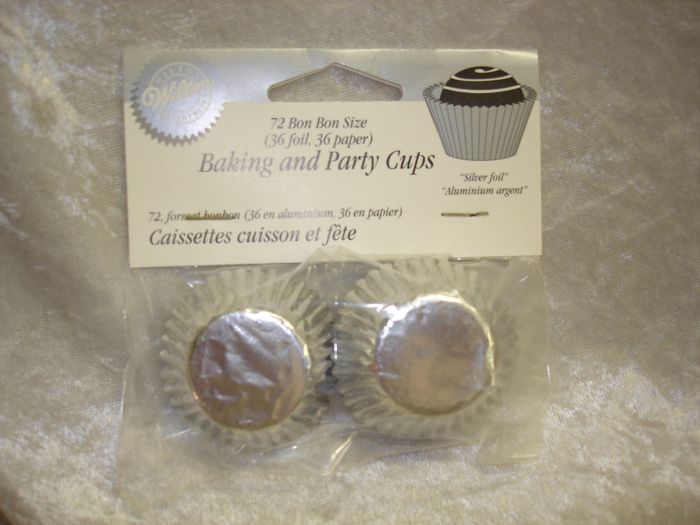 Wilton
72 Bon Bon Size
(36 foil, 36 paper)
Baking and Party Cups
"Silver foil"
"Aluminium argent"
72, format bonbon (36 en aluminium, 36 en papier)
Caissettes cuisson et fête